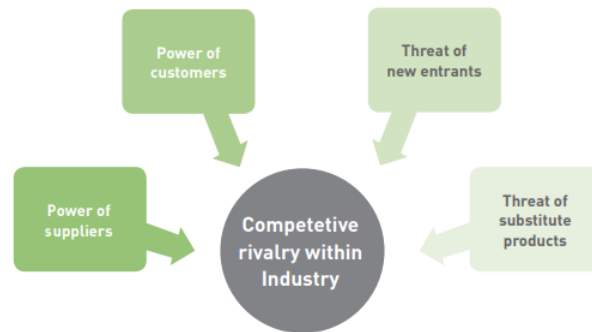 Power of
customers
Threat of
new entrants
Power of
suppliers
Competetive
rivalry within
Industry
Threat of
substitute
products